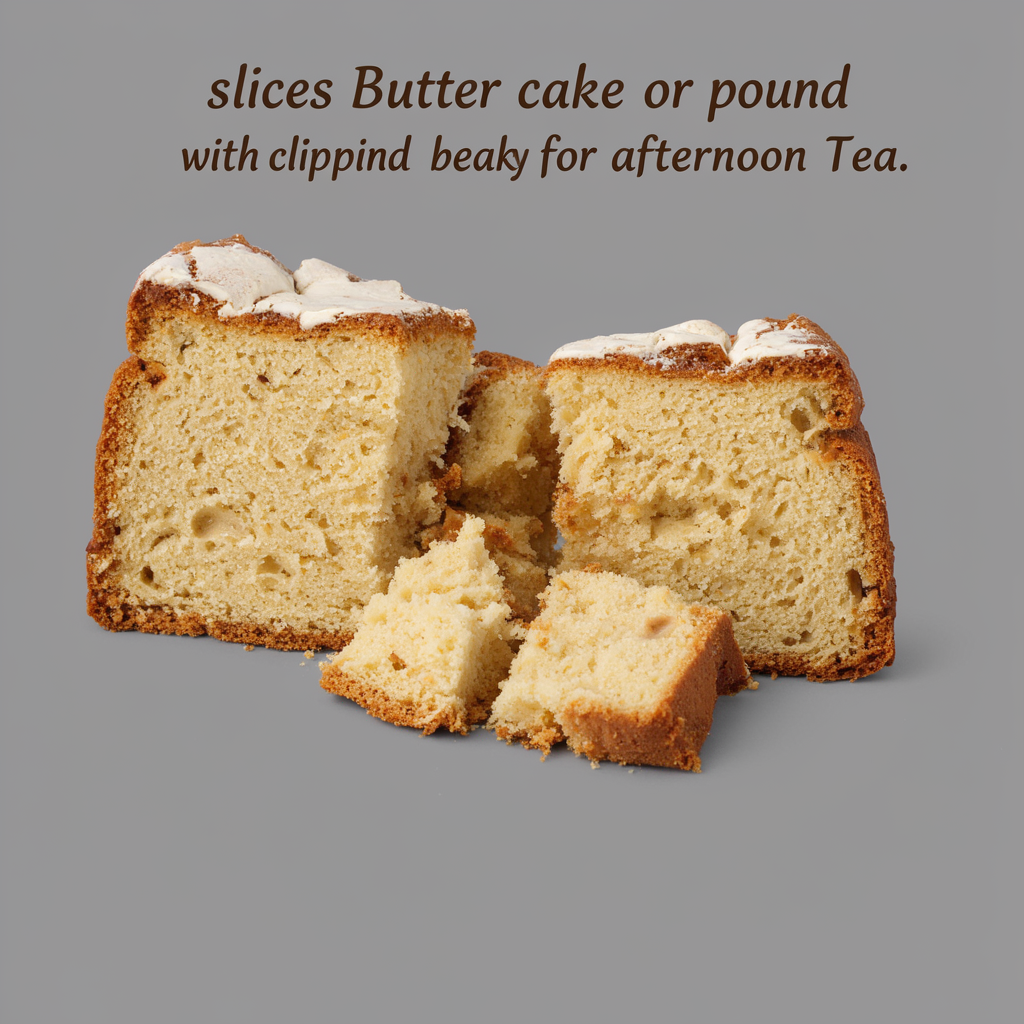 slices Butter cake or pound
with clippind beaky for afternoon Tea.